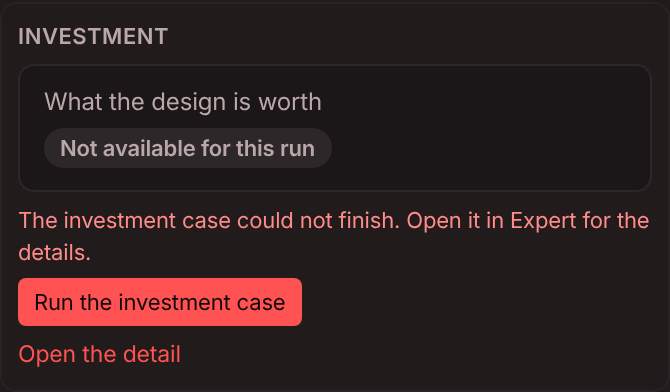 INVESTMENT
What the design is worth
Not available for this run
The investment case could not finish. Open it in Expert for the
details.
Run the investment case
Open the detail